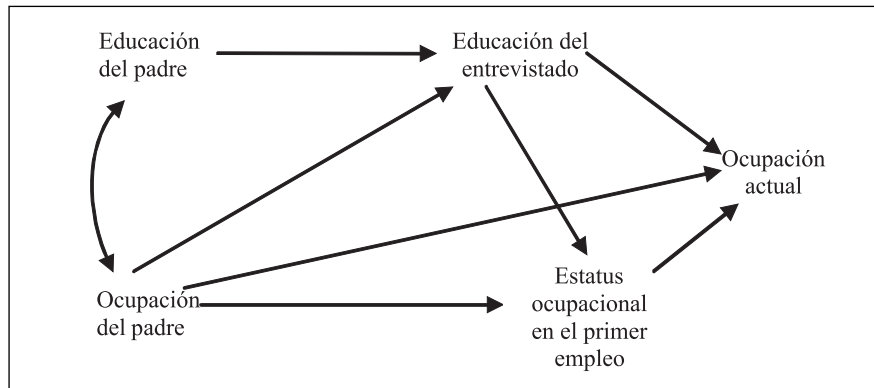 Educación
del padre
Educación del
entrevistado
Ocupación
actual
Ocupación
del padre
Estatus
ocupacional
en el primer
empleo